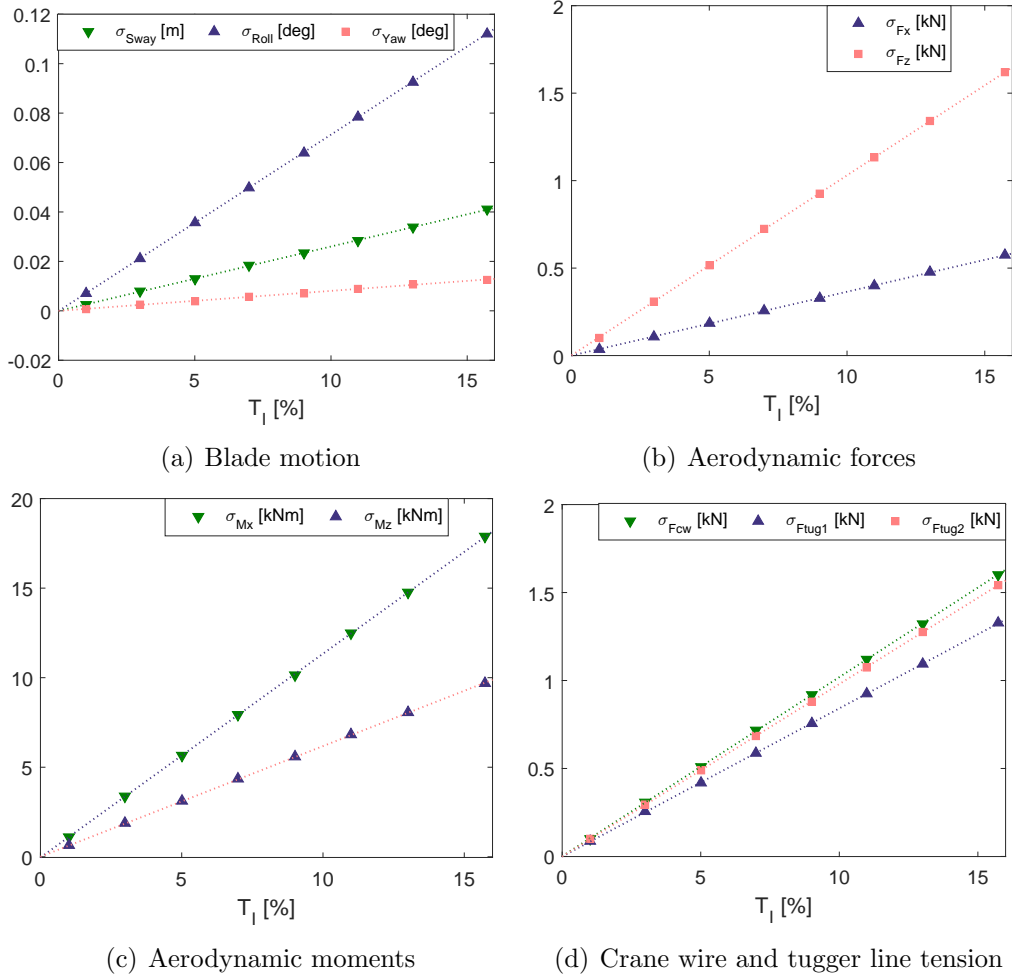 σSway [m] σRoll [deg] σYaw [deg]
0.12
0.1
0.08
0.06
0.04
0.02
0
-0.02
0 5 10 15
TI [%]
(a) Blade motion
σFx [kN]
σFz [kN]
2
1.5
1
0.5
0
0 5 10 15
TI [%]
(b) Aerodynamic forces
σMx [kNm] σMz [kNm]
20
15
10
5
0
0 5 10 15
TI [%]
(c) Aerodynamic moments
σFcw [kN] σFtug1 [kN] σFtug2 [kN]
2
1.5
1
0.5
0
0 5 10 15
TI [%]
(d) Crane wire and tugger line tension